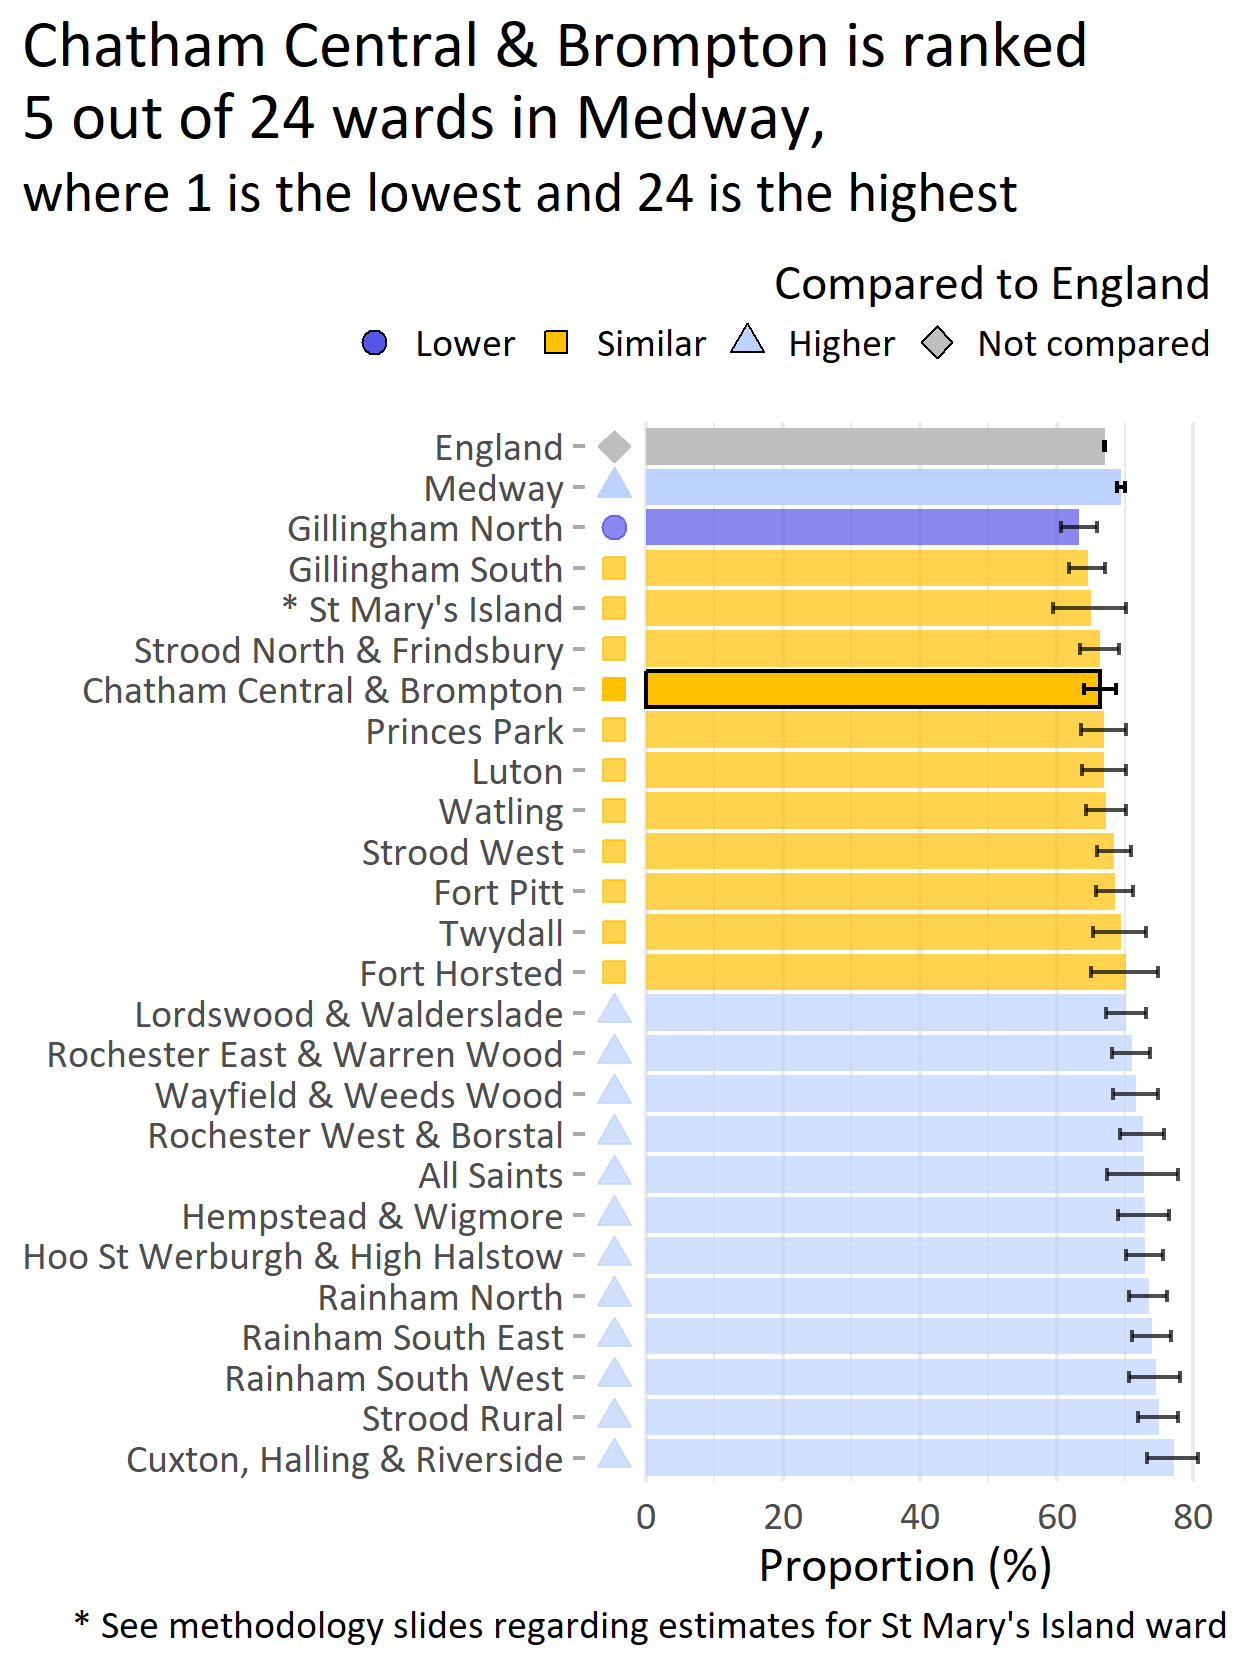 Chatham Central & Brompton is ranked
5 out of 24 wards in Medway,
where 1 is the lowest and 24 is the highest
Compared to England
Lower Similar Higher Not compared
England
Medway
Gillingham North
Gillingham South
* St Mary's Island
Strood North & Frindsbury
Chatham Central & Brompton
Princes Park
Luton
Watling
Strood West
Fort Pitt
Twydall
Fort Horsted
Lordswood & Walderslade
Rochester East & Warren Wood
Wayfield & Weeds Wood
Rochester West & Borstal
All Saints
Hempstead & Wigmore
Hoo St Werburgh & High Halstow
Rainham North
Rainham South East
Rainham South West
Strood Rural
Cuxton, Halling & Riverside
0 20 40 60 80
Proportion (%)
* See methodology slides regarding estimates for St Mary's Island ward